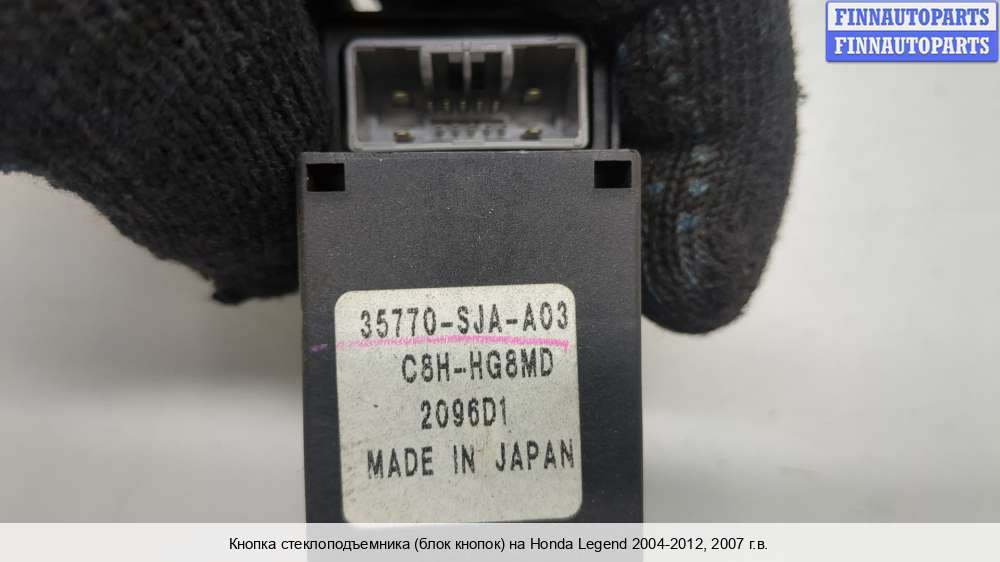 FINNAUTOPARTS
FINNAUTOPARTS
35770-SJA-A03
C8H-HG8MD
2096D1
MADE IN JAPAN
Кнопка стеклоподъемника (блок кнопок) на Honda Legend 2004-2012, 2007 г.в.